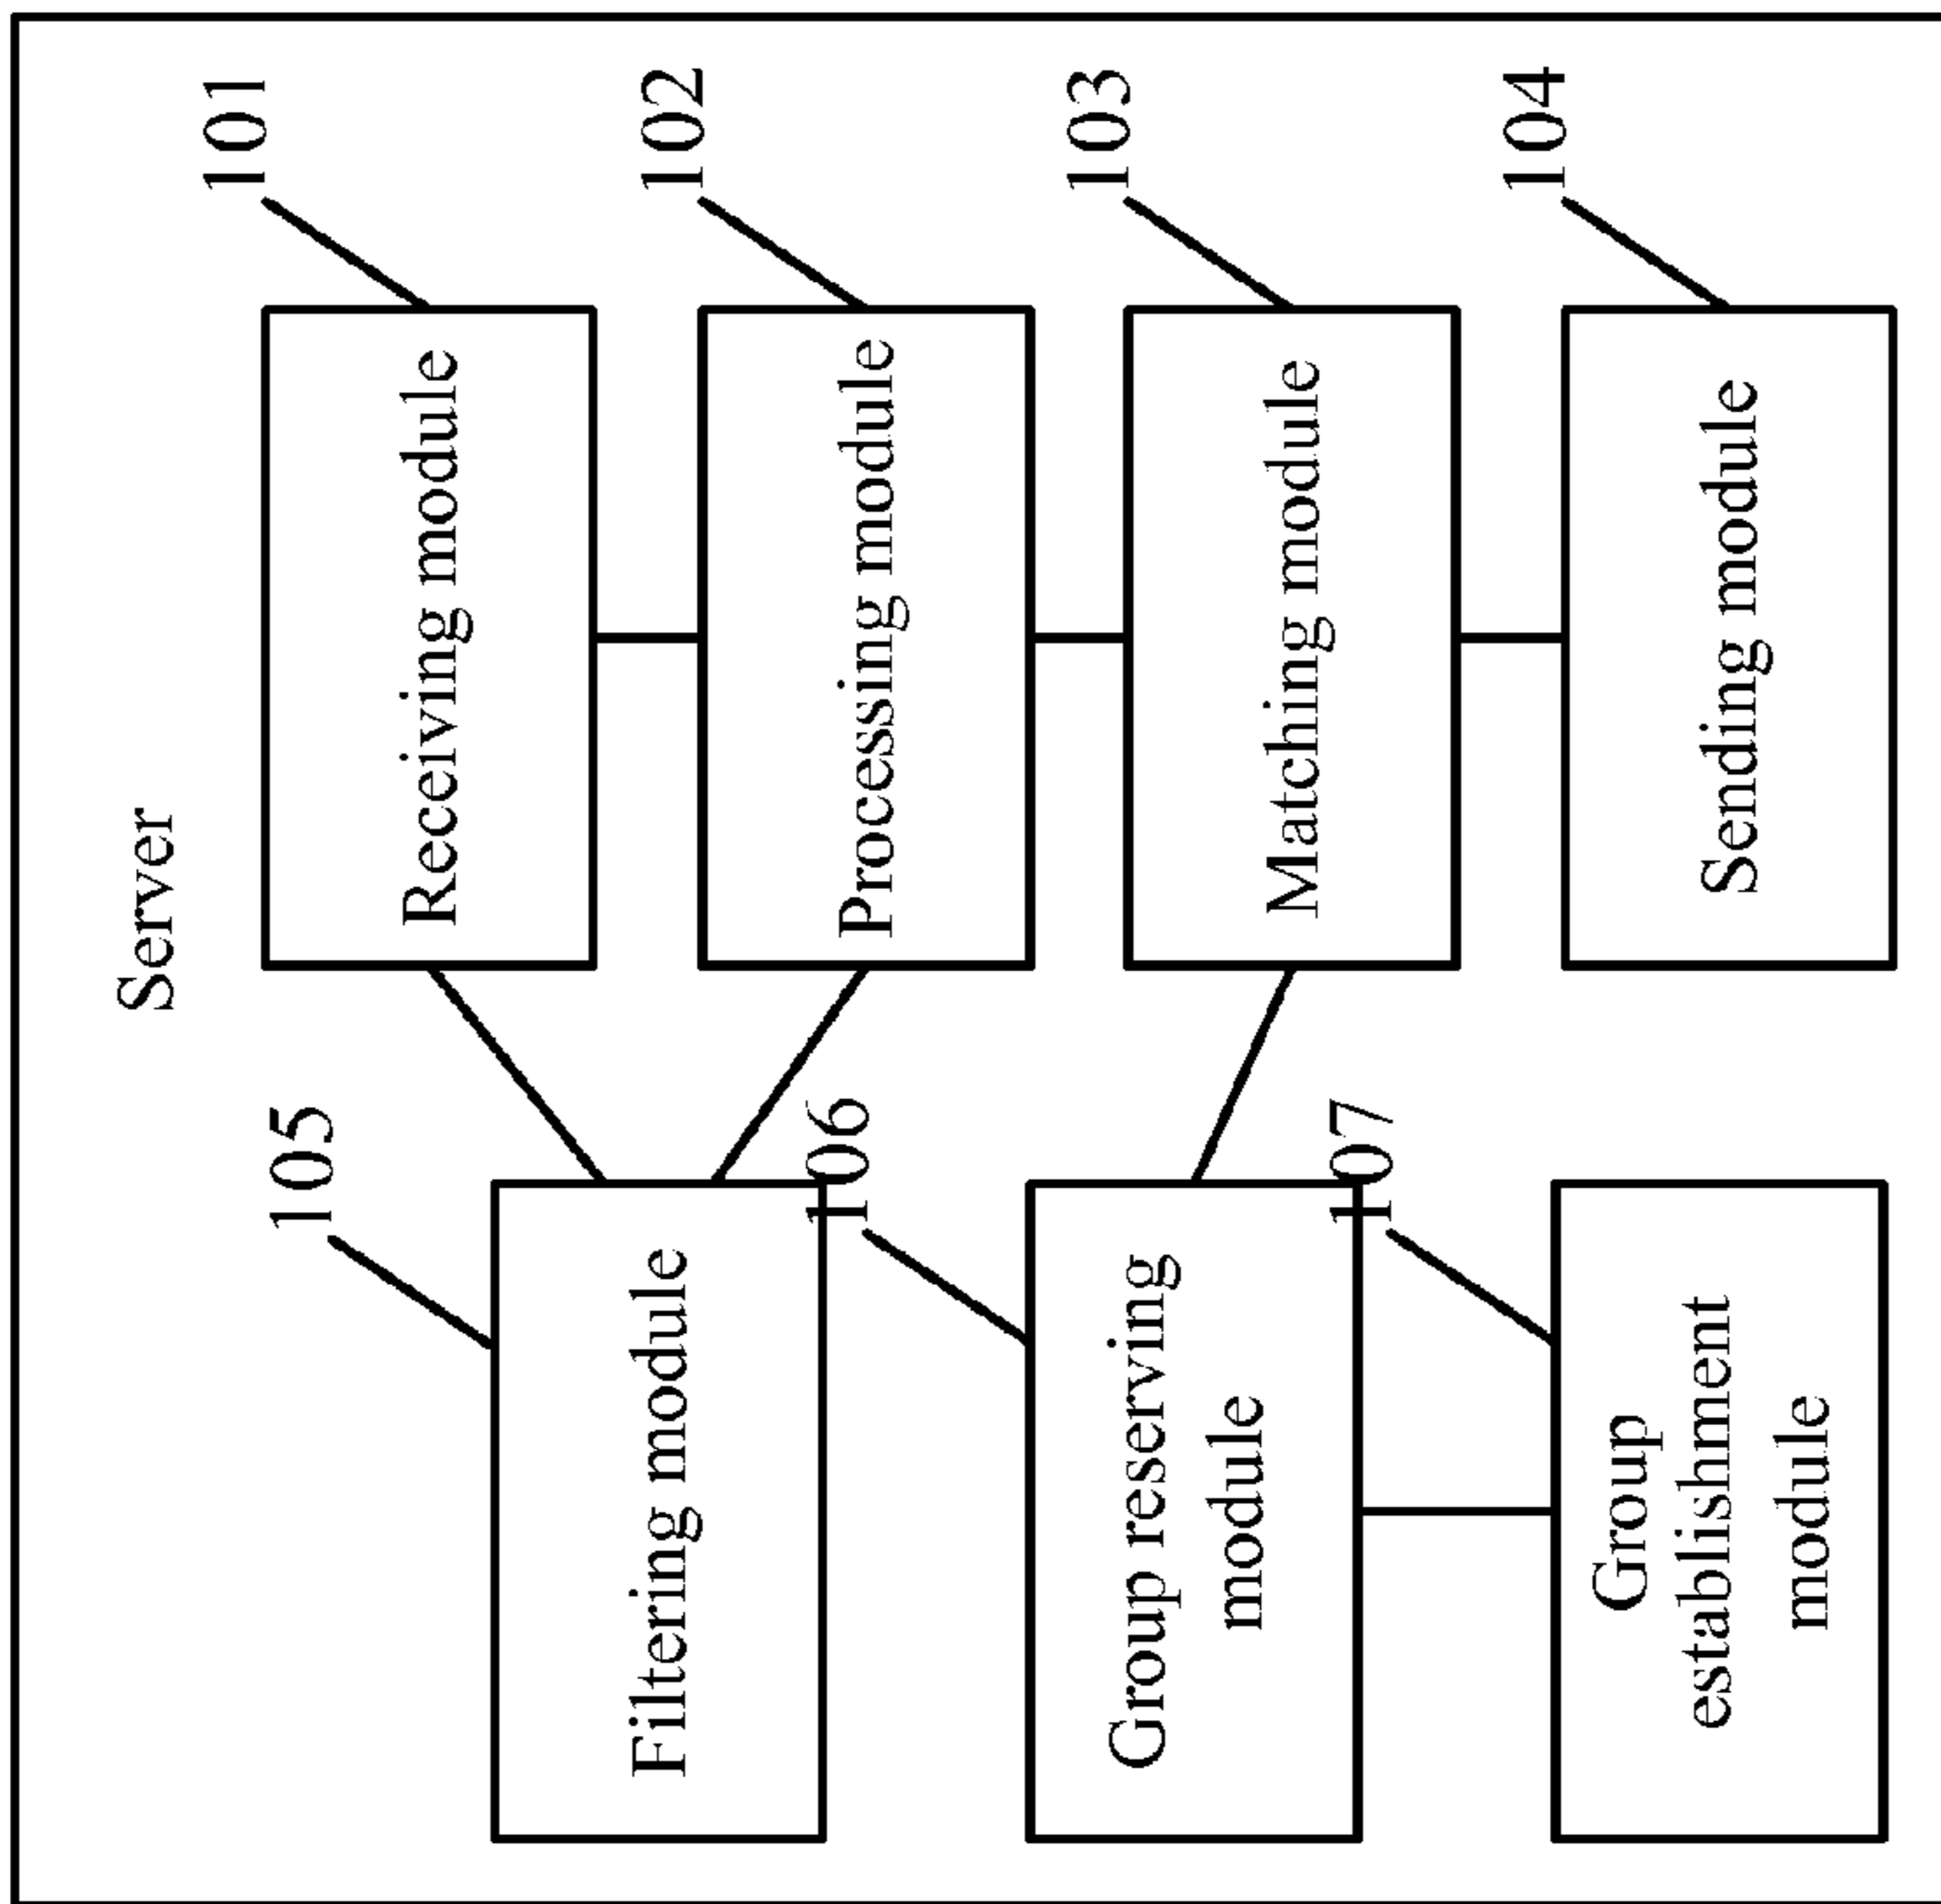 Server
101
Receiving module
102
Processing module
103
Matching module
104
Sending module
105
Filtering module
106
Group reserving
module
107
Group
establishment
module